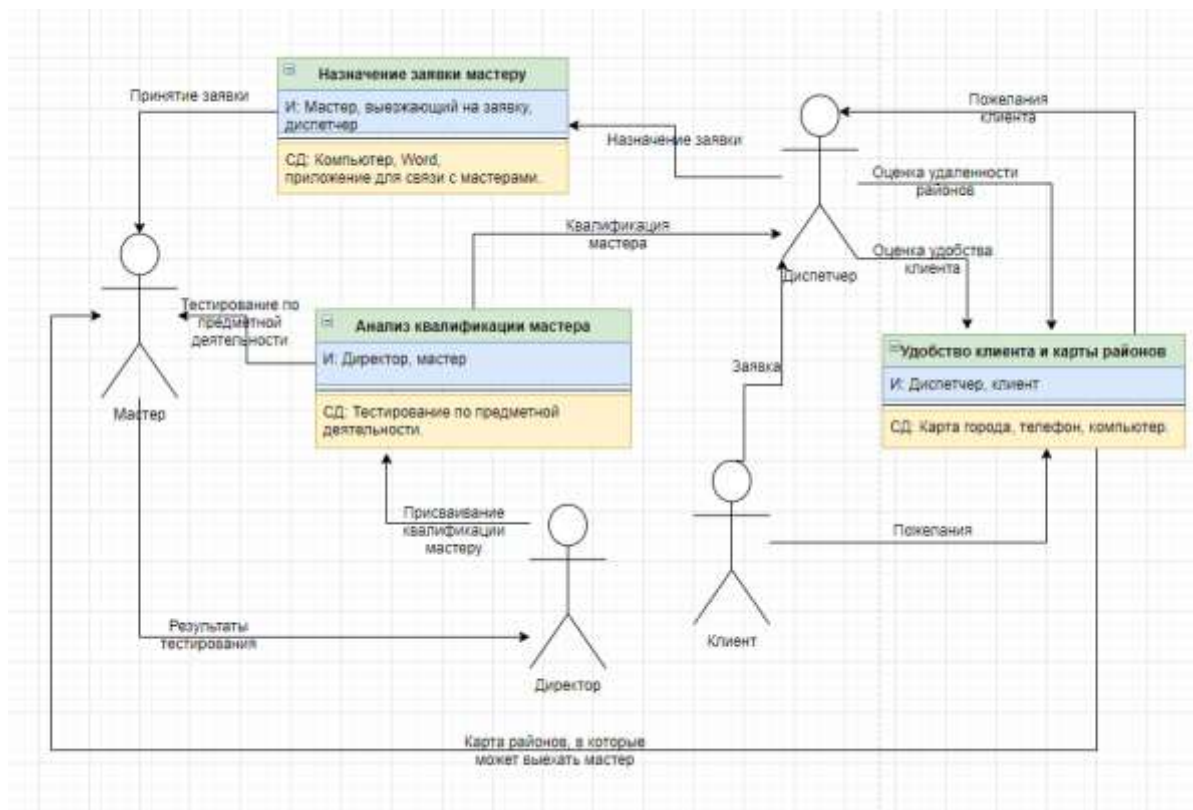 Назначение заявки мастеру
И: Мастер, выезжающий на заявку,
диспетчер
СД: Компьютер, Word,
приложение для связи с мастерами.
Принятие заявки
Назначение заявки
Пожелания
клиента
Оценка удаленности
районов
Оценка удобства
клиента
Диспетчер
Квалификация
мастера
Тестирование по
предметной
деятельности
Мастер
Анализ квалификации мастера
И: Директор, мастер
СД: Тестирование по предметной
деятельности.
Удобство клиента и карты районов
И: Диспетчер, клиент
СД: Карта города, телефон, компьютер.
Заявка
Присваивание
квалификации
мастеру
Пожелания
Клиент
Результаты
тестирования
Директор
Карта районов, в которые
может выехать мастер